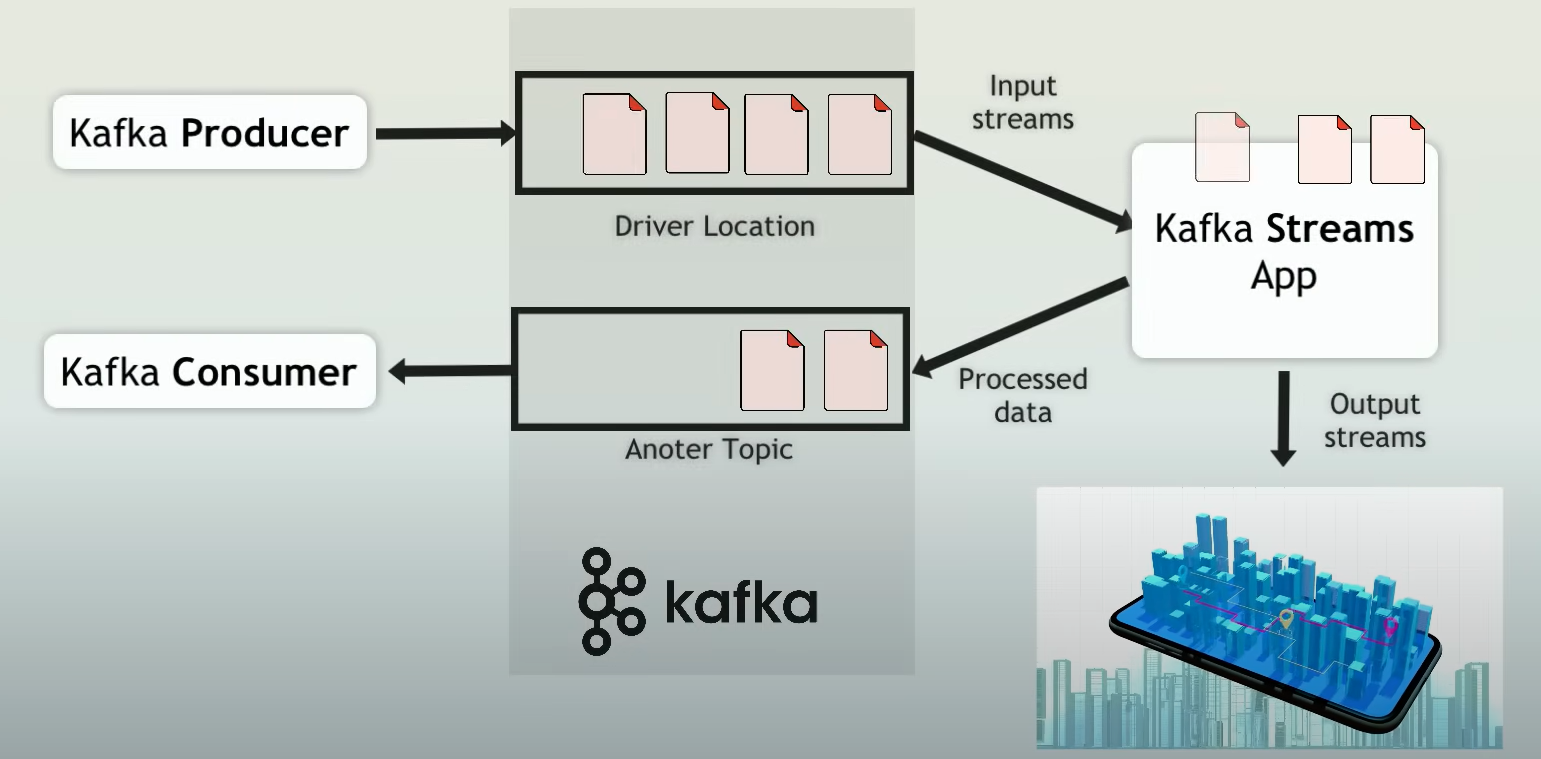 Kafka Producer
Driver Location
Input
streams
Kafka Streams
App
Kafka Consumer
Anoter Topic
Processed
data
Output
streams
kafka